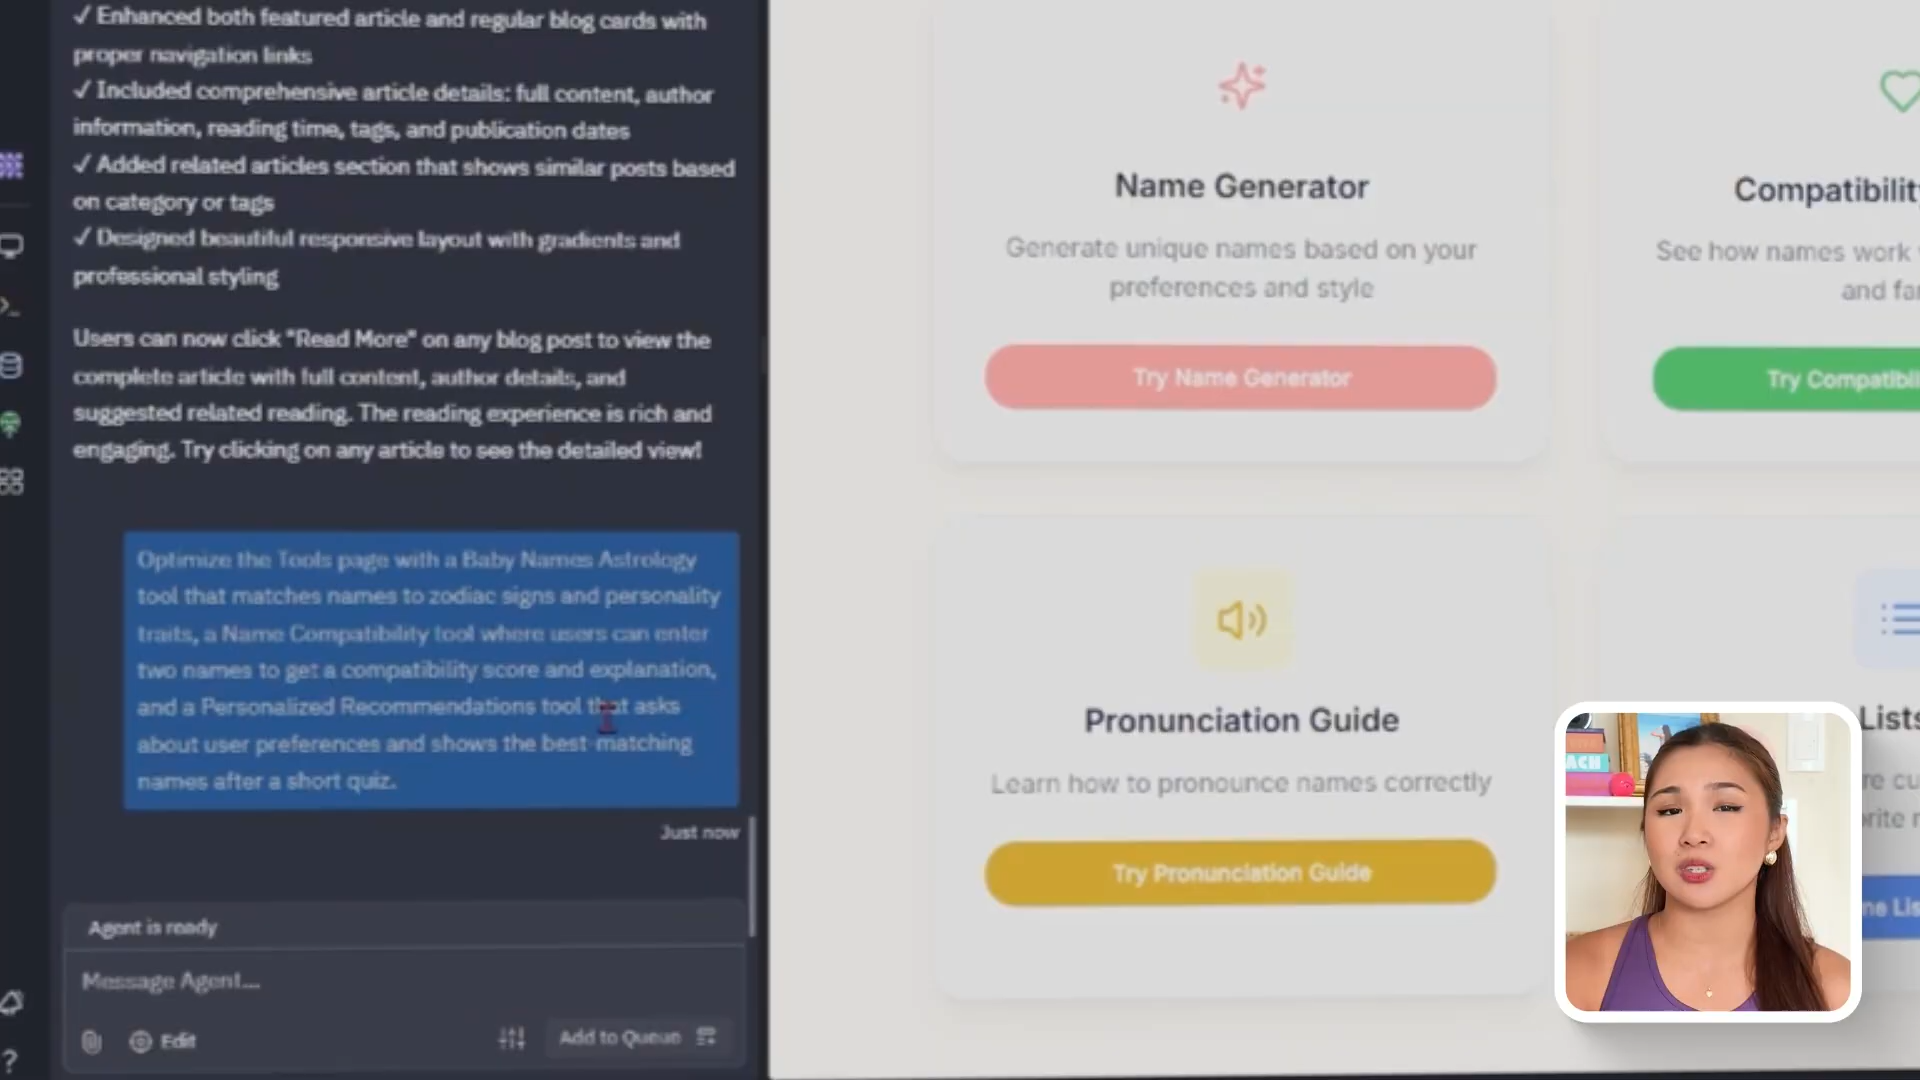 ✓ Enhanced both featured article and regular blog cards with
proper navigation links
✓ Included comprehensive article details: full content, author
information, reading time, tags, and publication dates
✓ Added related articles section that shows similar posts based
on category or tags
✓ Designed beautiful responsive layout with gradients and
professional styling
Users can now click "Read More" on any blog post to view the
complete article with full content, author details, and
suggested related reading. The reading experience is rich and
engaging. Try clicking on any article to see the detailed view!
Optimize the Tools page with a Baby Names Astrology
tool that matches names to zodiac signs and personality
traits, a Name Compatibility tool where users can enter
two names to get a compatibility score and explanation,
and a Personalized Recommendations tool that asks
about user preferences and shows the best-matching
names after a short quiz.
Just now
Agent is ready
Message Agent...
Edit
Add to Queue
Name Generator
Generate unique names based on your
preferences and style
Try Name Generator
Compatibility
See how names work
and
Try
Pronunciation Guide
Learn how to pronounce names correctly
Try Pronunciation Guide
Lists
ACH